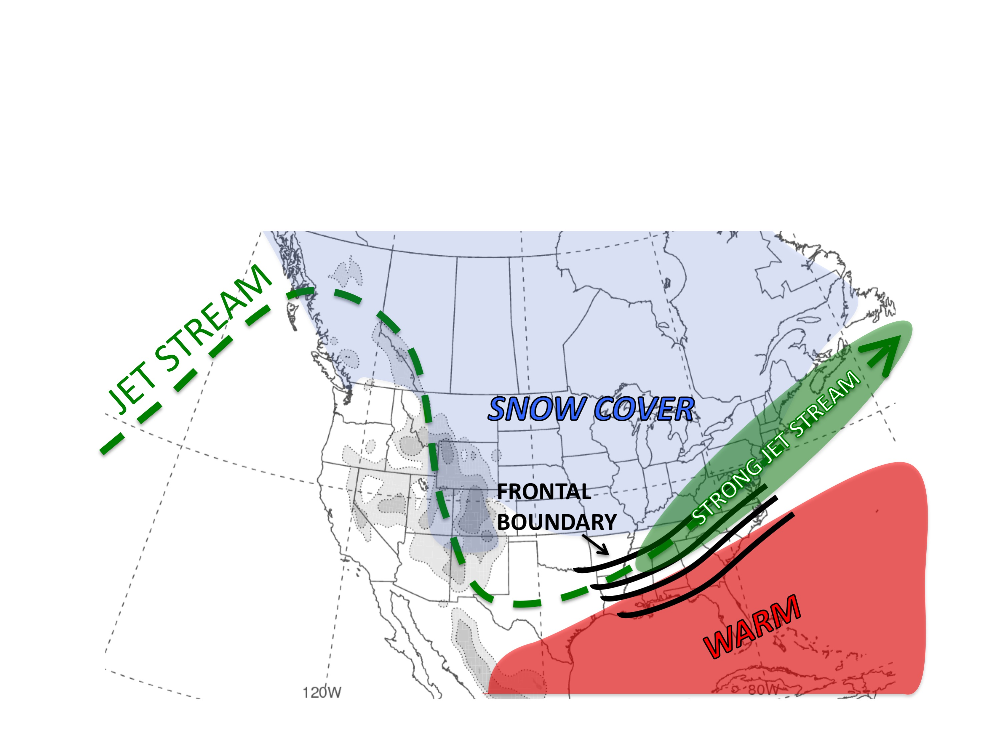 JET STREAM
SNOW COVER
STRONG JET STREAM
FRONTAL
BOUNDARY
WARM
120W
80W